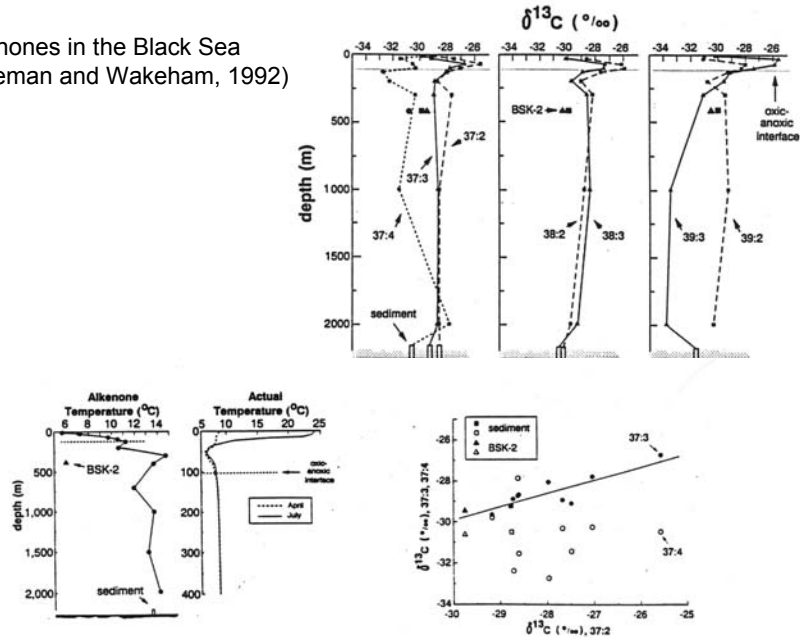 nones in the Black Sea
eman and Wakeham, 1992)
δ13C (°/oo)
-34 -32 -30 -28 -26
-34 -32 -30 -28 -26
-34 -32 -30 -28 -26
0
500
1000
1500
2000
depth (m)
37:2
37:3
37:4
sediment
BSK-2
38:2
38:3
oxic-
anoxic
interface
39:3
39:2
Alkenone
Temperature (°C)
6 8 10 12 14
0
500
1,000
1,500
2,000
depth (m)
BSK-2
sediment
Actual
Temperature (°C)
5 10 15 20 25
0
100
200
300
400
oxic-
anoxic
interface
April
July
sediment
BSK-2
37:3
37:4
-26
-28
-30
-32
-34
δ13C (°/oo), 37:3, 37:4
-30 -29 -28 -27 -26 -25
δ13C (°/oo), 37:2